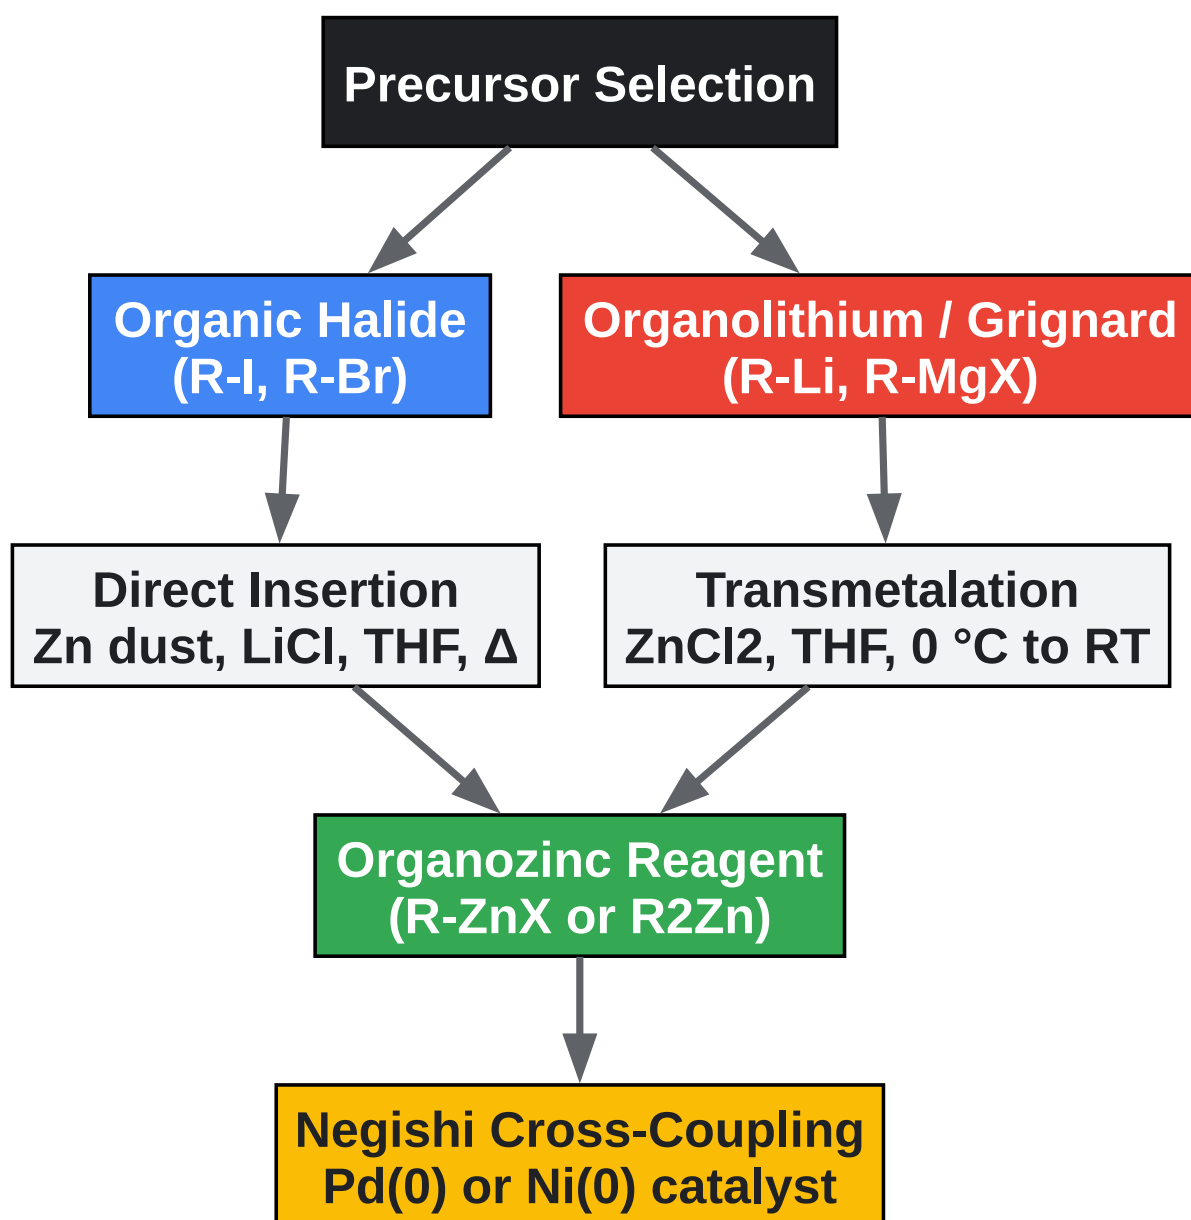 Precursor Selection
Organic Halide
(R-I, R-Br)
Organolithium / Grignard
(R-Li, R-MgX)
Direct Insertion
Zn dust, LiCl, THF, Δ
Transmetalation
ZnCl2, THF, 0 °C to RT
Organozinc Reagent
(R-ZnX or R2Zn)
Negishi Cross-Coupling
Pd(0) or Ni(0) catalyst